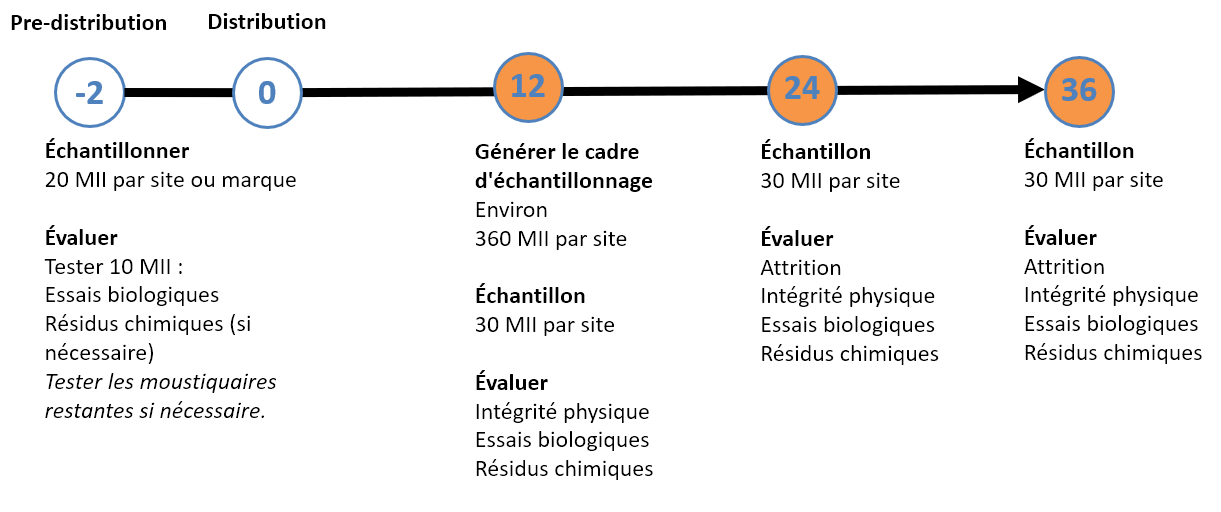 Pre-distribution
Distribution
-2
0
12
24
36
Échantillonner
20 MII par site ou marque
Évaluer
Tester 10 MII :
Essais biologiques
Résidus chimiques (si
nécessaire)
Tester les moustiquaires
restantes si nécessaire.
Générer le cadre
d'échantillonnage
Environ
360 MII par site
Échantillon
30 MII par site
Évaluer
Intégrité physique
Essais biologiques
Résidus chimiques
Échantillon
30 MII par site
Évaluer
Attrition
Intégrité physique
Essais biologiques
Résidus chimiques
Échantillon
30 MII par site
Évaluer
Attrition
Intégrité physique
Essais biologiques
Résidus chimiques